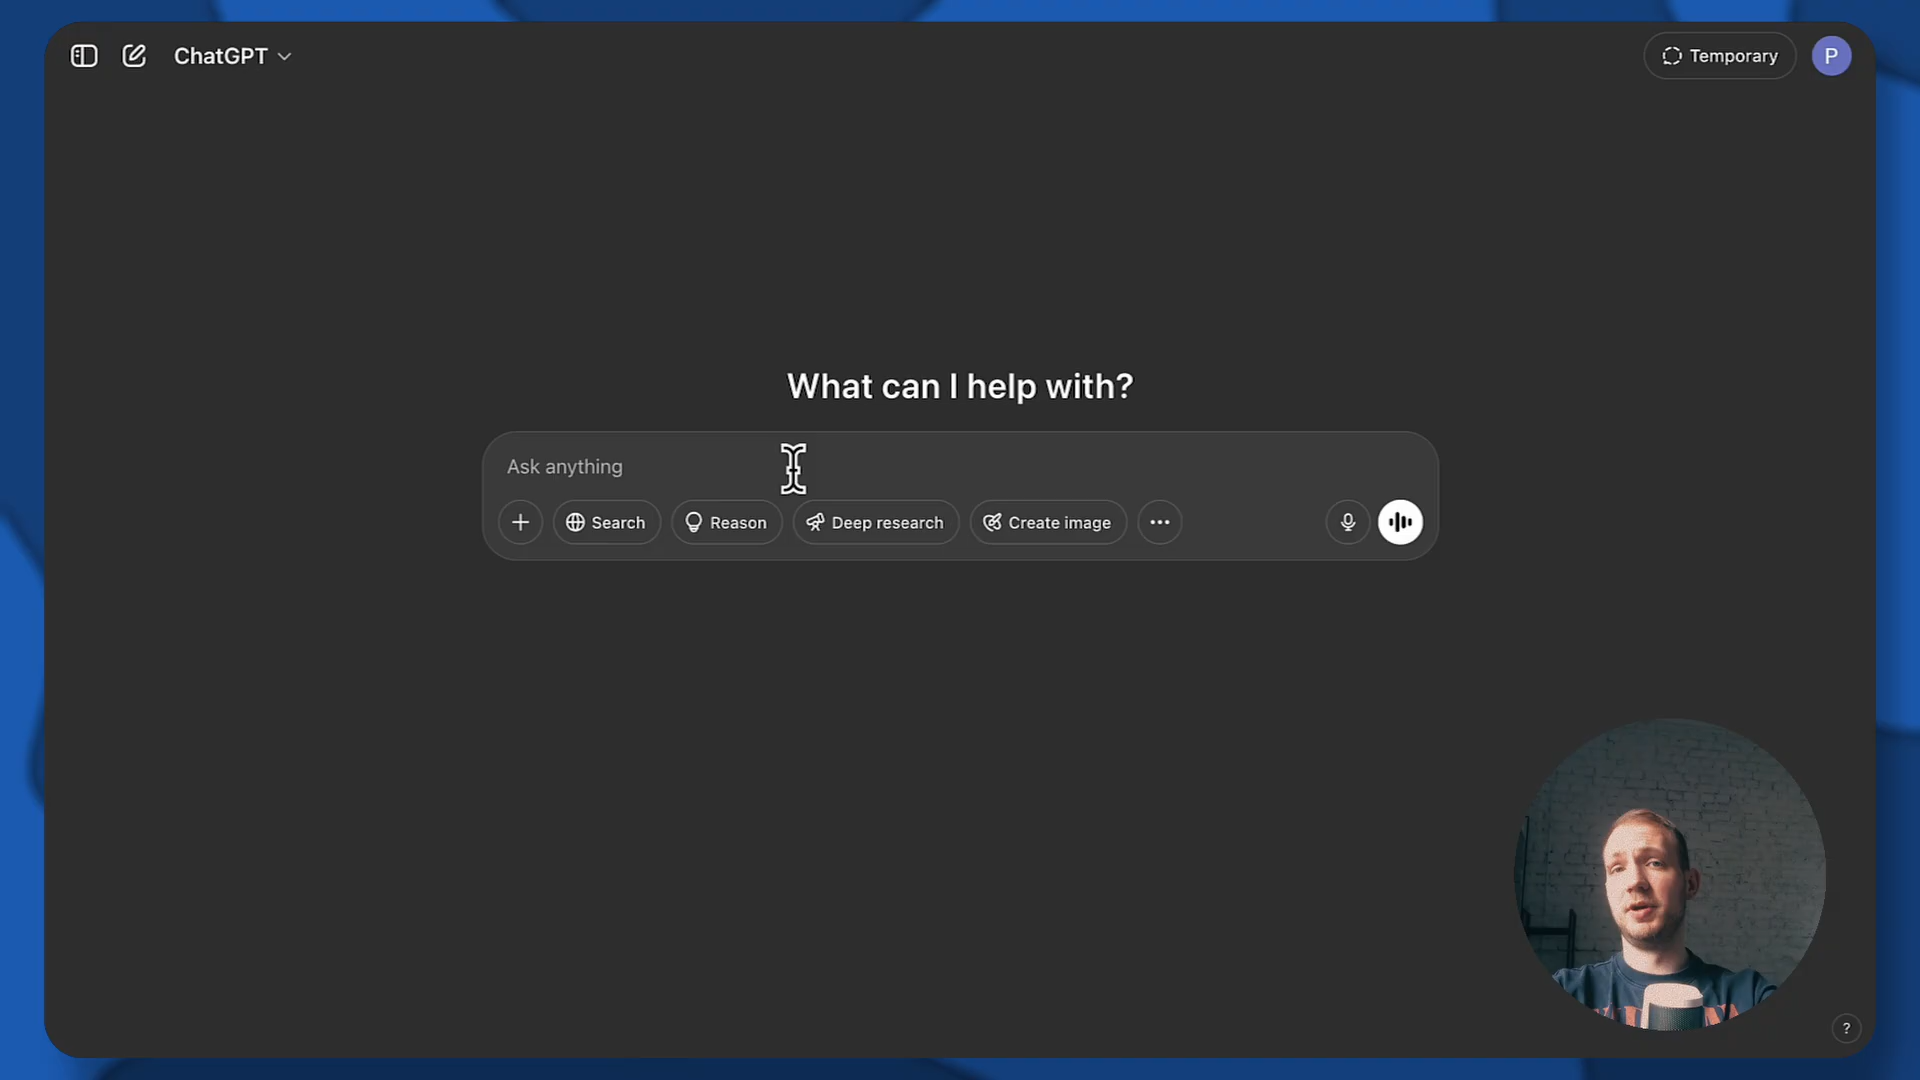 ChatGPT
Temporary
P
What can I help with?
Ask anything
Search
Reason
Deep research
Create image
?